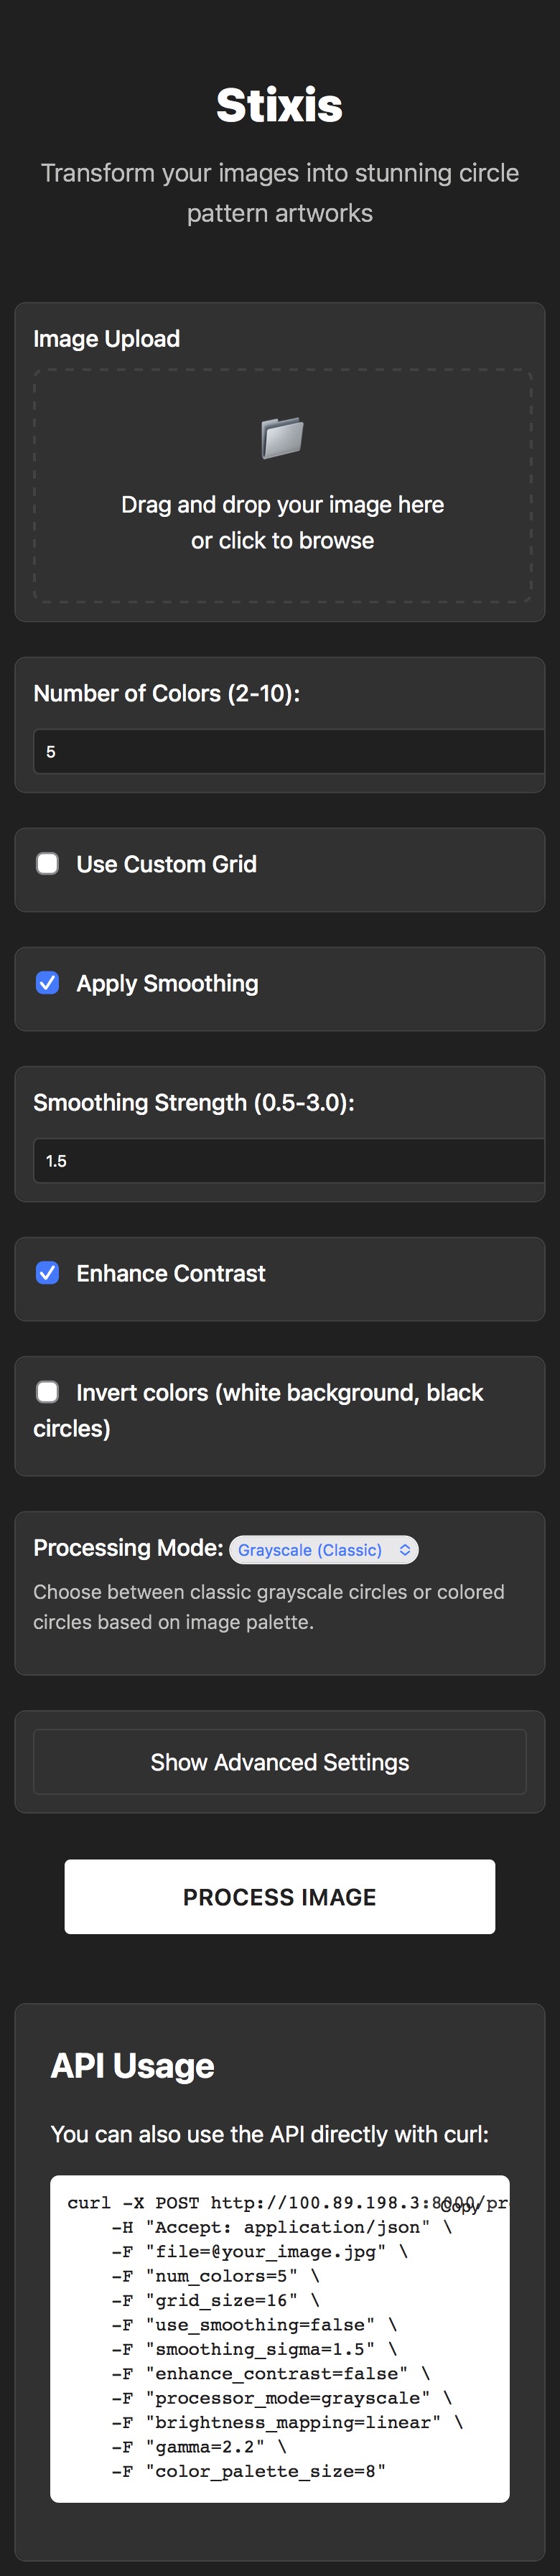 Stixis
Transform your images into stunning circle
pattern artworks
Image Upload
Drag and drop your image here
or click to browse
Number of Colors (2-10):
5
Use Custom Grid
Apply Smoothing
Smoothing Strength (0.5-3.0):
1.5
Enhance Contrast
Invert colors (white background, black
circles)
Processing Mode: Grayscale (Classic)
Choose between classic grayscale circles or colored
circles based on image palette.
Show Advanced Settings
PROCESS IMAGE
API Usage
You can also use the API directly with curl:
Copy
curl -X POST http://100.89.198.3:8000/pr
-H "Accept: application/json" \
-F "file=@your_image.jpg" \
-F "num_colors=5" \
-F "grid_size=16" \
-F "use_smoothing=false" \
-F "smoothing_sigma=1.5" \
-F "enhance_contrast=false" \
-F "processor_mode=grayscale" \
-F "brightness_mapping=linear" \
-F "gamma=2.2" \
-F "color_palette_size=8"